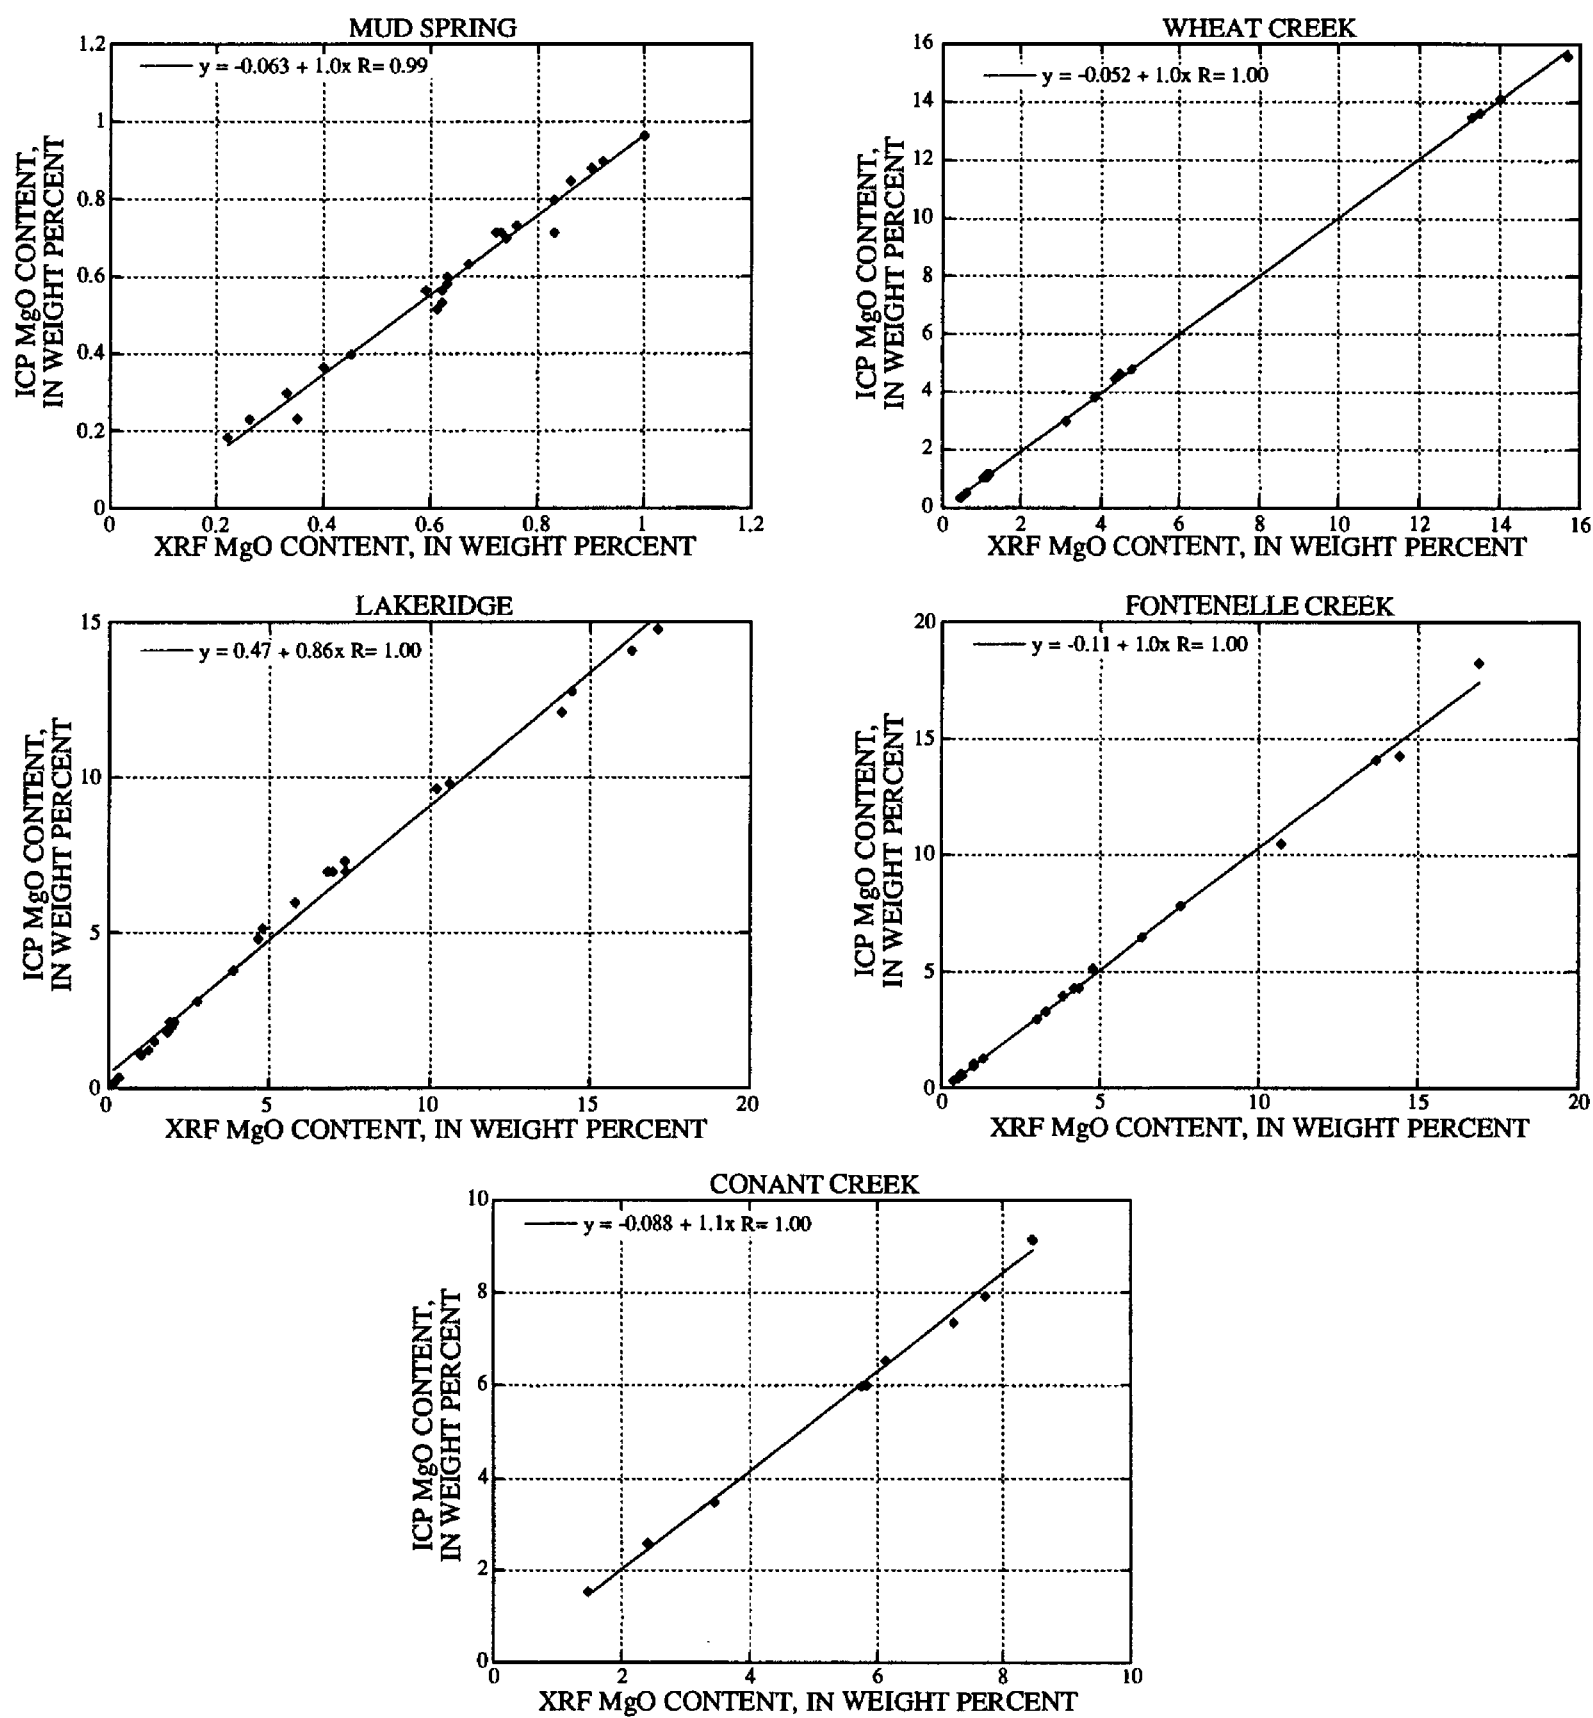 MUD SPRING
y = -0.063 + 1.0x R= 0.99
ICP MgO CONTENT,
IN WEIGHT PERCENT
1.2
1
0.8
0.6
0.4
0.2
0
0 0.2 0.4 0.6 0.8 1 1.2
XRF MgO CONTENT, IN WEIGHT PERCENT
WHEAT CREEK
y = -0.052 + 1.0x R= 1.00
ICP MgO CONTENT,
IN WEIGHT PERCENT
16
14
12
10
8
6
4
2
0
0 2 4 6 8 10 12 14 16
XRF MgO CONTENT, IN WEIGHT PERCENT
LAKERIDGE
y = 0.47 + 0.86x R= 1.00
ICP MgO CONTENT,
IN WEIGHT PERCENT
15
10
5
0
0 5 10 15 20
XRF MgO CONTENT, IN WEIGHT PERCENT
FONTENELLE CREEK
y = -0.11 + 1.0x R= 1.00
ICP MgO CONTENT,
IN WEIGHT PERCENT
20
15
10
5
0
0 5 10 15 20
XRF MgO CONTENT, IN WEIGHT PERCENT
CONANT CREEK
y = -0.088 + 1.1x R= 1.00
ICP MgO CONTENT,
IN WEIGHT PERCENT
10
8
6
4
2
0
0 2 4 6 8 10
XRF MgO CONTENT, IN WEIGHT PERCENT